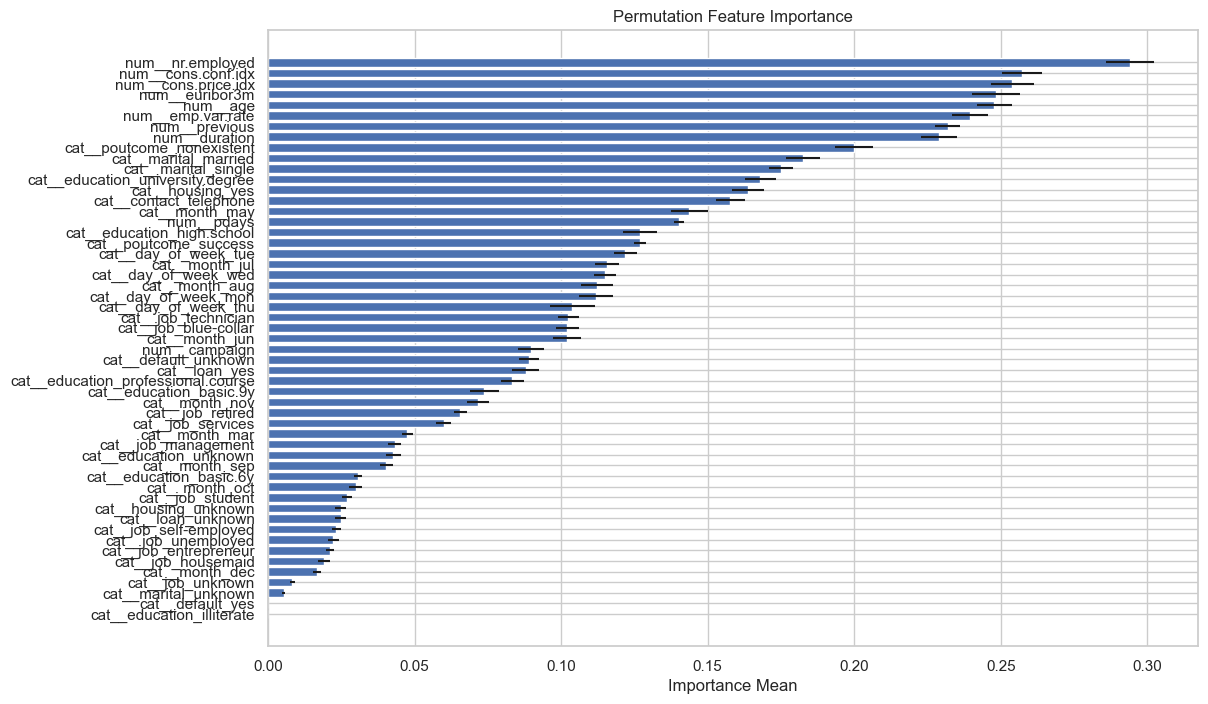 Permutation Feature Importance
num__nr.employed
num__cons.conf.idx
num__cons.price.idx
num__euribor3m
num__age
num__emp.var.rate
num__previous
num__duration
cat__poutcome_nonexistent
cat__marital_married
cat__marital_single
cat__education_university.degree
cat__housing_yes
cat__contact_telephone
cat__month_may
num__pdays
cat__education_high.school
cat__poutcome_success
cat__day_of_week_tue
cat__month_jul
cat__day_of_week_wed
cat__month_aug
cat__day_of_week_mon
cat__day_of_week_thu
cat__job_technician
cat__job_blue-collar
cat__month_jun
num__campaign
cat__default_unknown
cat__loan_yes
cat__education_professional.course
cat__education_basic.9y
cat__month_nov
cat__job_retired
cat__job_services
cat__month_mar
cat__job_management
cat__education_unknown
cat__month_sep
cat__education_basic.6y
cat__month_oct
cat__job_student
cat__housing_unknown
cat__loan_unknown
cat__job_self-employed
cat__job_unemployed
cat__job_entrepreneur
cat__job_housemaid
cat__month_dec
cat__job_unknown
cat__marital_unknown
cat__default_yes
cat__education_illiterate
0.00 0.05 0.10 0.15 0.20 0.25 0.30
Importance Mean